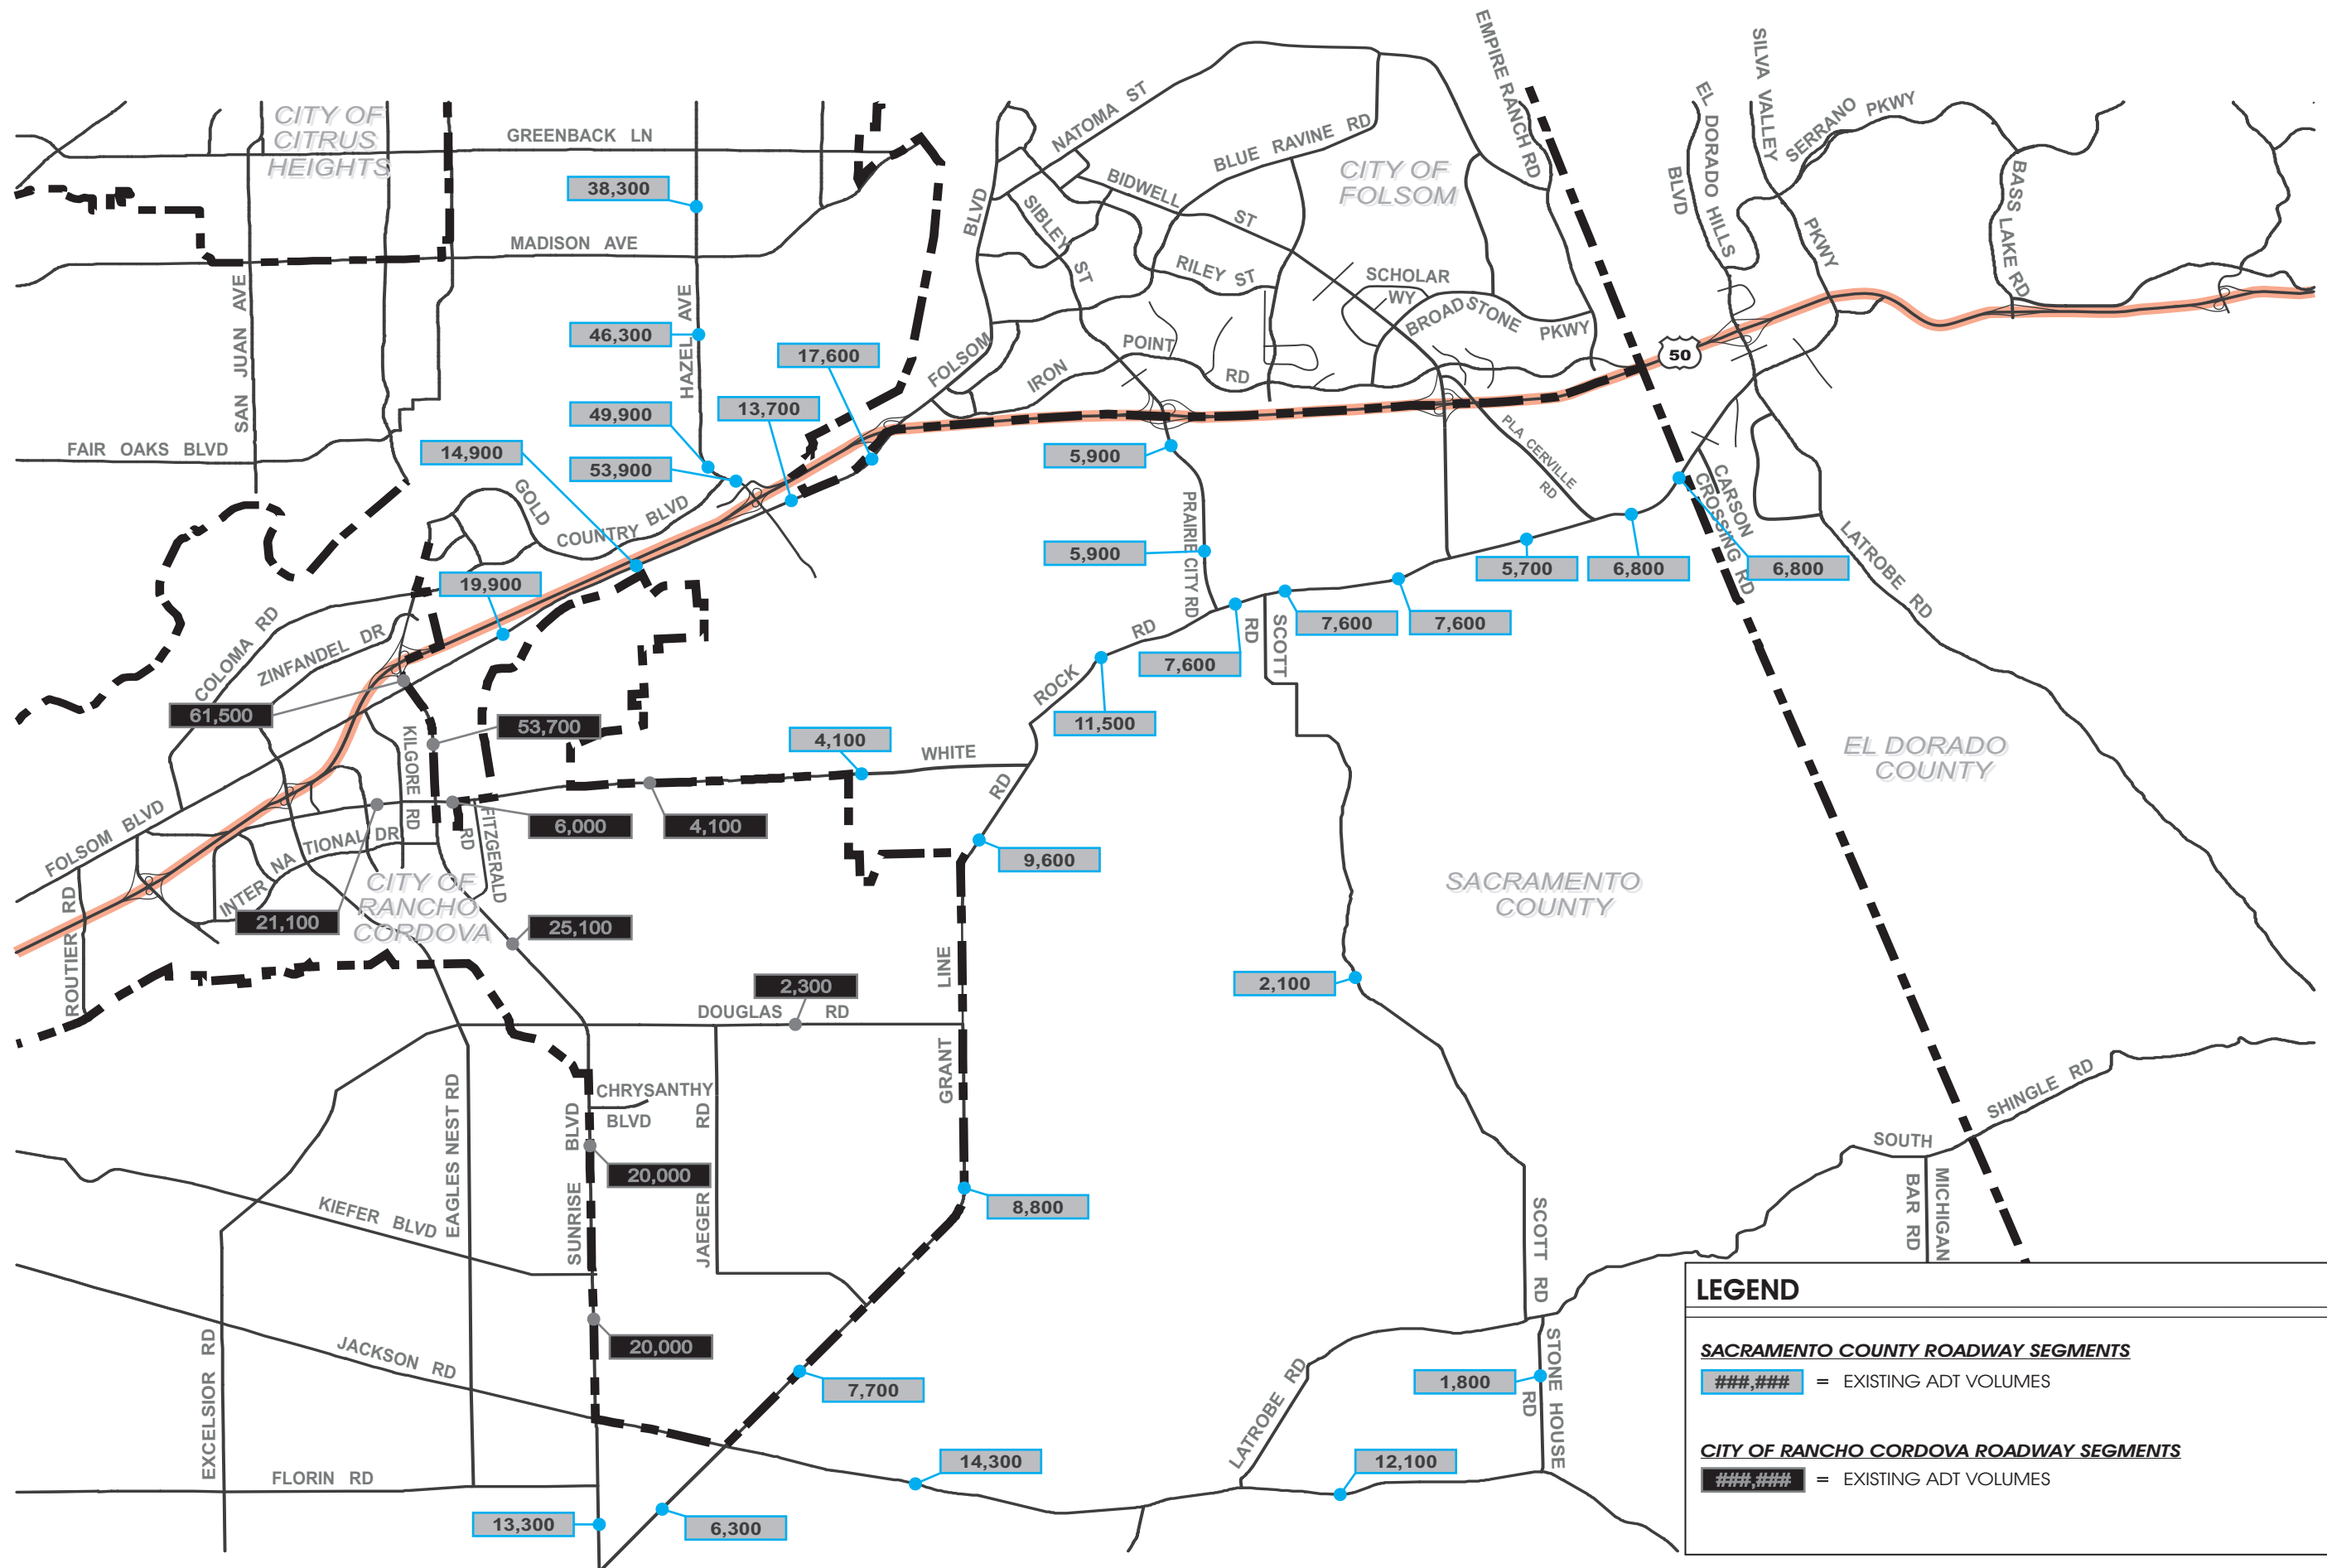 CITY OF
CITRUS
HEIGHTS
GREENBACK LN
38,300
MADISON AVE
SAN JUAN AVE
HAZEL AVE
46,300
17,600
49,900
13,700
14,900
53,900
FAIR OAKS BLVD
GOLD
COUNTRY BLVD
19,900
NATOMA ST
BLUE RAVINE RD
CITY OF
FOLSOM
BIDWELL ST
SIBLEY ST
FOLSOM BLVD
RILEY ST
SCHOLAR
WY
BROADSTONE PKWY
IRON POINT RD
EMPIRE RANCH RD
EL DORADO HILLS
BLVD
SILVA VALLEY PKWY
SERRANO PKWY
BASS LAKE RD
50
PLACERVILLE
RD
CARSON
CROSSING RD
LATROBE RD
5,900
PRAIRIE CITY RD
5,900
5,700
6,800
6,800
7,600
7,600
7,600
SCOTT
RD
11,500
COLOMA RD
ZINFANDEL DR
61,500
53,700
KILGORE RD
4,100
WHITE ROCK RD
6,000
4,100
FITZGERALD
RD
FOLSOM BLVD
INTER NA TIONAL DR
9,600
CITY OF
RANCHO
CORDOVA
21,100
25,100
ROUTIER RD
2,300
DOUGLAS RD
GRANT LINE RD
EL DORADO
COUNTY
SACRAMENTO
COUNTY
2,100
CHRYSANTHY
BLVD
EAGLES NEST RD
SUNRISE BLVD
JAEGER RD
20,000
8,800
KIEFER BLVD
20,000
JACKSON RD
7,700
EXCELSIOR RD
FLORIN RD
14,300
12,100
13,300
6,300
LATROBE RD
1,800
SCOTT RD
STONE HOUSE
RD
SOUTH SHINGLE RD
MICHIGAN
BAR RD
LEGEND
SACRAMENTO COUNTY ROADWAY SEGMENTS
###,### = EXISTING ADT VOLUMES
CITY OF RANCHO CORDOVA ROADWAY SEGMENTS
###,### = EXISTING ADT VOLUMES